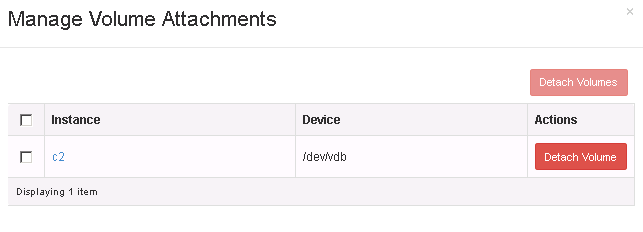 Manage Volume Attachments
×
Detach Volumes
Instance Device Actions
c2 /dev/vdb Detach Volume
Displaying 1 item